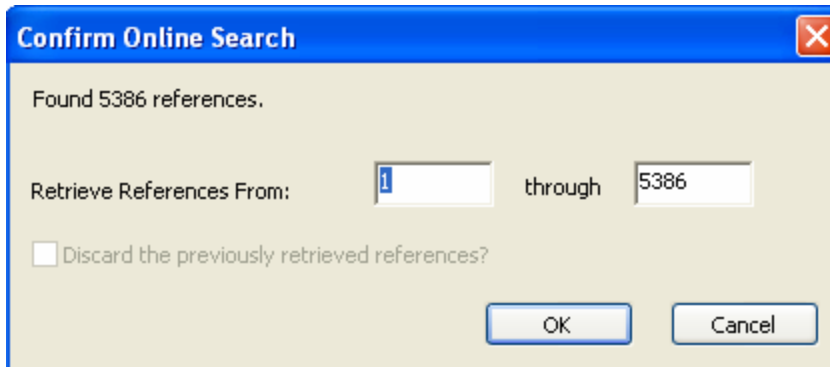 Confirm Online Search
Found 5386 references.
Retrieve References From: 1 through 5386
Discard the previously retrieved references?
OK Cancel